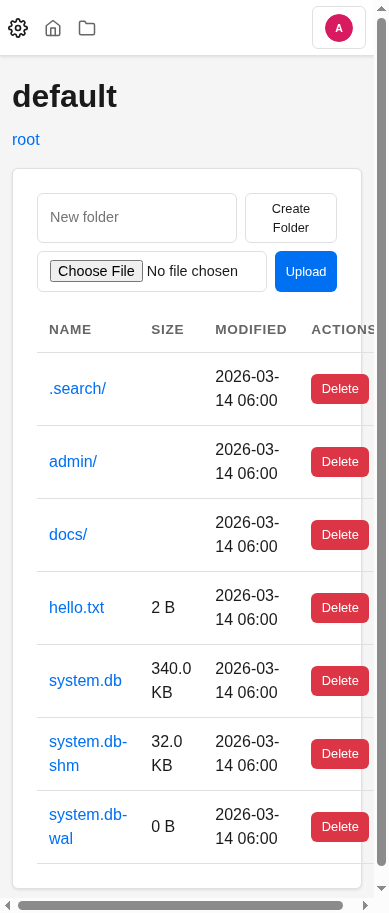 A
default
root
New folder
Create
Folder
Choose File No file chosen
Upload
NAME SIZE MODIFIED ACTIONS
.search/ 2026-03-
14 06:00 Delete
admin/ 2026-03-
14 06:00 Delete
docs/ 2026-03-
14 06:00 Delete
hello.txt 2 B 2026-03-
14 06:00 Delete
system.db 340.0
KB 2026-03-
14 06:00 Delete
system.db-
shm 32.0
KB 2026-03-
14 06:00 Delete
system.db-
wal 0 B 2026-03-
14 06:00 Delete